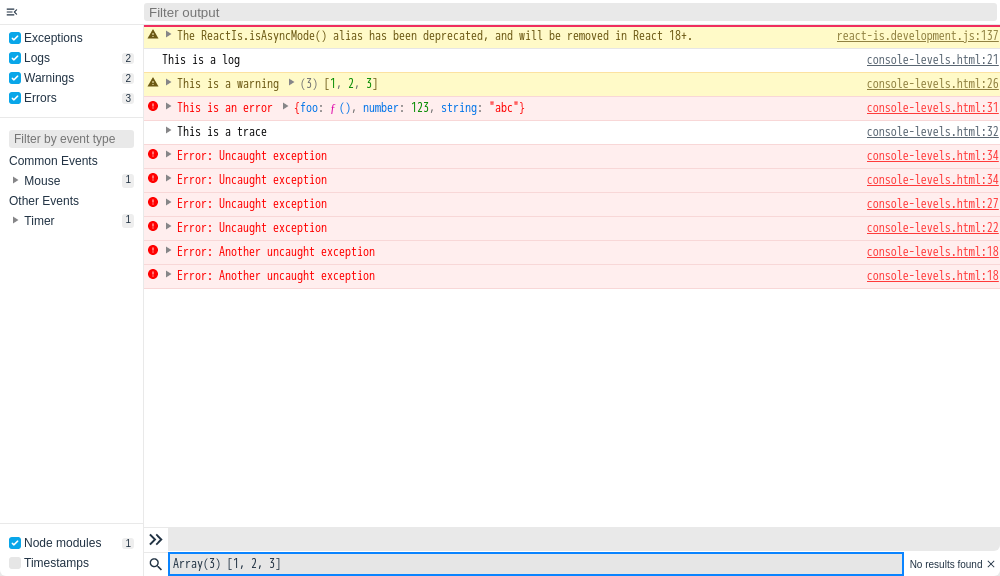 Filter output
Exceptions
Logs 2
Warnings 2
Errors 3
Filter by event type
Common Events
Mouse 1
Other Events
Timer 1
Node modules 1
Timestamps
The ReactIs.isAsyncMode() alias has been deprecated, and will be removed in React 18+. react-is.development.js:137
This is a log console-levels.html:21
This is a warning (3) [1, 2, 3] console-levels.html:26
This is an error {foo: ƒ (), number: 123, string: "abc"} console-levels.html:31
This is a trace console-levels.html:32
Error: Uncaught exception console-levels.html:34
Error: Uncaught exception console-levels.html:34
Error: Uncaught exception console-levels.html:27
Error: Uncaught exception console-levels.html:22
Error: Another uncaught exception console-levels.html:18
Error: Another uncaught exception console-levels.html:18
Array(3) [1, 2, 3] No results found